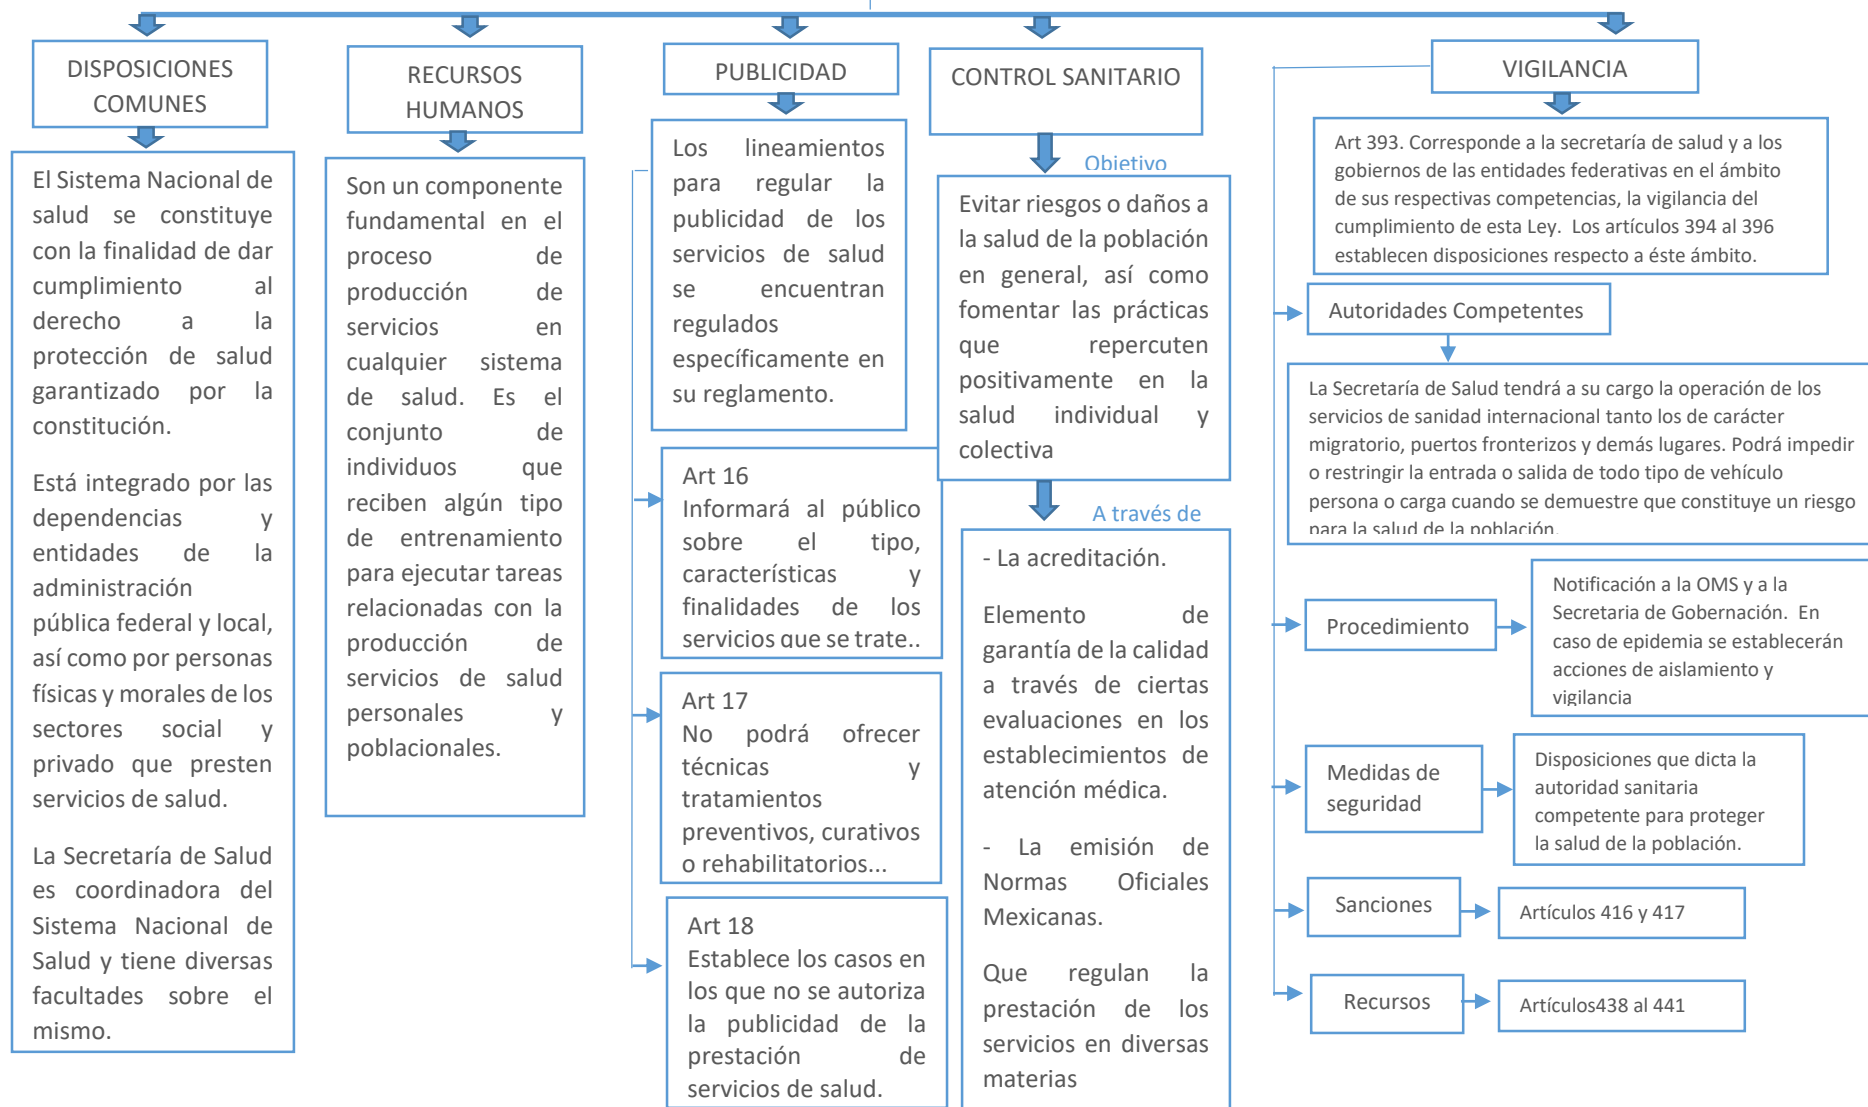 DISPOSICIONES
COMUNES
El Sistema Nacional de
salud se constituye
con la finalidad de dar
cumplimiento al
derecho a la
protección de salud
garantizado por la
constitución.
Está integrado por las
dependencias y
entidades de la
administración
pública federal y local,
así como por personas
físicas y morales de los
sectores social y
privado que presten
servicios de salud.
La Secretaría de Salud
es coordinadora del
Sistema Nacional de
Salud y tiene diversas
facultades sobre el
mismo.
RECURSOS
HUMANOS
Son un componente
fundamental en el
proceso de
producción de
servicios en
cualquier sistema
de salud. Es el
conjunto de
individuos que
reciben algún tipo
de entrenamiento
para ejecutar tareas
relacionadas con la
producción de
servicios de salud
personales y
poblacionales.
PUBLICIDAD
Los lineamientos
para regular la
publicidad de los
servicios de salud
se encuentran
regulados
específicamente en
su reglamento.
Art 16
Informará al público
sobre el tipo,
características y
finalidades de los
servicios que se trate..
Art 17
No podrá ofrecer
técnicas y
tratamientos
preventivos, curativos
o rehabilitatorios...
Art 18
Establece los casos en
los que no se autoriza
la publicidad de la
prestación de
servicios de salud.
CONTROL SANITARIO
Objetivo
Evitar riesgos o daños a
la salud de la población
en general, así como
fomentar las prácticas
que repercuten
positivamente en la
salud individual y
colectiva
A través de
- La acreditación.
Elemento de
garantía de la calidad
a través de ciertas
evaluaciones en los
establecimientos de
atención médica.
- La emisión de
Normas Oficiales
Mexicanas.
Que regulan la
prestación de los
servicios en diversas
materias
VIGILANCIA
Art 393. Corresponde a la secretaría de salud y a los
gobiernos de las entidades federativas en el ámbito
de sus respectivas competencias, la vigilancia del
cumplimiento de esta Ley. Los artículos 394 al 396
establecen disposiciones respecto a éste ámbito.
Autoridades Competentes
La Secretaría de Salud tendrá a su cargo la operación de los
servicios de sanidad internacional tanto los de carácter
migratorio, puertos fronterizos y demás lugares. Podrá impedir
o restringir la entrada o salida de todo tipo de vehículo
persona o carga cuando se demuestre que constituye un riesgo
para la salud de la población.
Procedimiento
Notificación a la OMS y a la
Secretaria de Gobernación. En
caso de epidemia se establecerán
acciones de aislamiento y
vigilancia
Medidas de
seguridad
Disposiciones que dicta la
autoridad sanitaria
competente para proteger
la salud de la población.
Sanciones
Artículos 416 y 417
Recursos
Artículos438 al 441